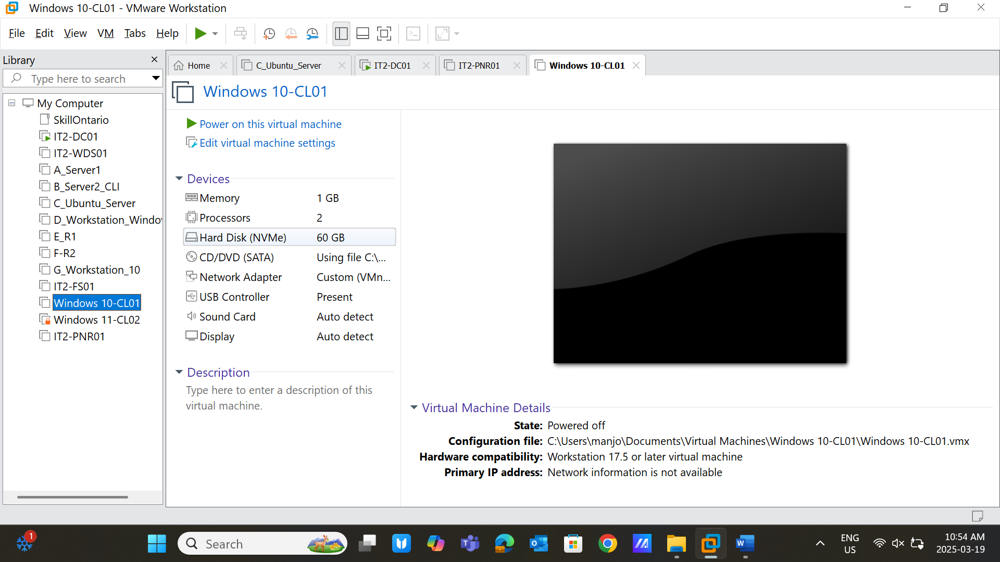 Windows 10-CL01 - VMware Workstation
File Edit View VM Tabs Help
Library
Type here to search
My Computer
SkillOntario
IT2-DC01
IT2-WDS01
A_Server1
B_Server2_CLI
C_Ubuntu_Server
D_Workstation_Window
E_R1
F-R2
G_Workstation_10
IT2-FS01
Windows 10-CL01
Windows 11-CL02
IT2-PNR01
Home C_Ubuntu_Server IT2-DC01 IT2-PNR01 Windows 10-CL01
Windows 10-CL01
Power on this virtual machine
Edit virtual machine settings
Devices
Memory 1 GB
Processors 2
Hard Disk (NVMe) 60 GB
CD/DVD (SATA) Using file C:\...
Network Adapter Custom (VMn...
USB Controller Present
Sound Card Auto detect
Display Auto detect
Description
Type here to enter a description of this
virtual machine.
Virtual Machine Details
State: Powered off
Configuration file: C:\Users\manjo\Documents\Virtual Machines\Windows 10-CL01\Windows 10-CL01.vmx
Hardware compatibility: Workstation 17.5 or later virtual machine
Primary IP address: Network information is not available
1
Search
ENG
US
10:54 AM
2025-03-19